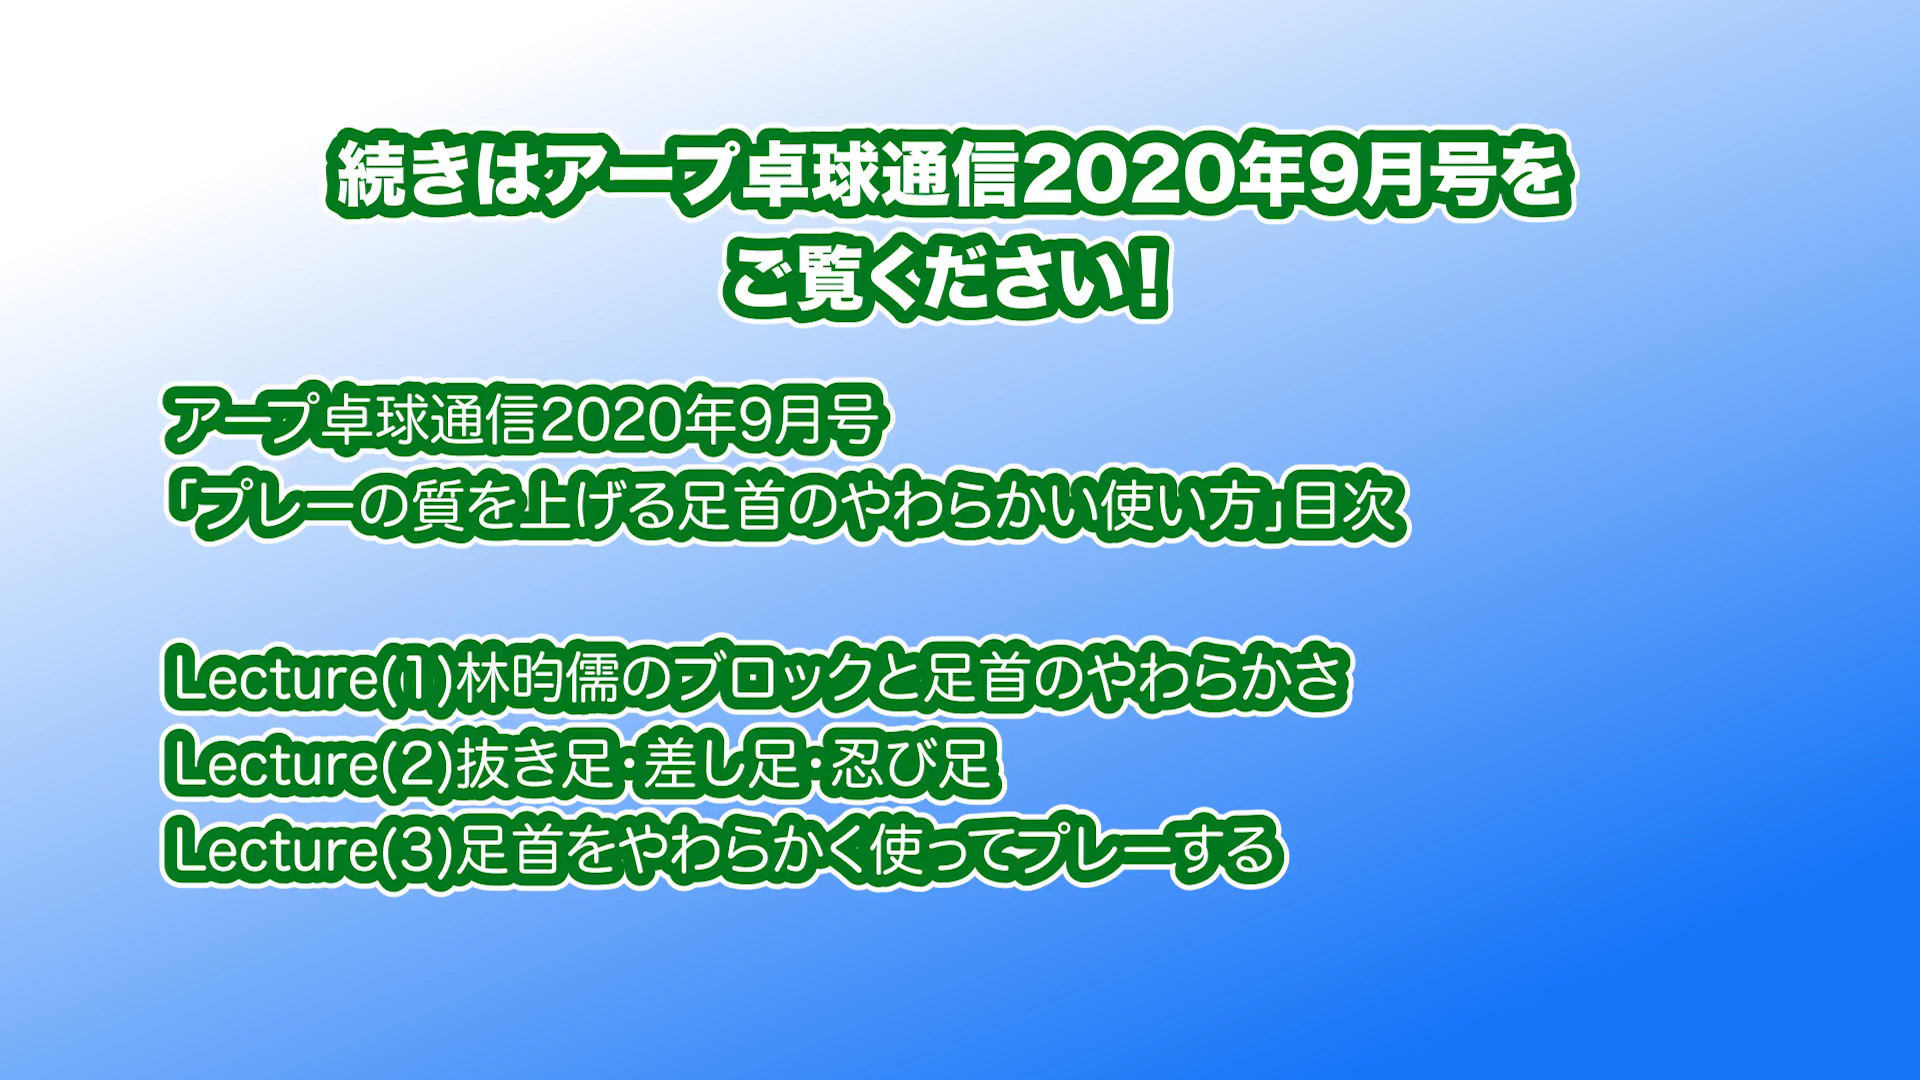 続きはアープ卓球通信2020年9月号を
ご覧ください！
アープ卓球通信2020年9月号
「プレーの質を上げる足首のやわらかい使い方」目次
Lecture(1)林昀儒のブロックと足首のやわらかさ
Lecture(2)抜き足・差し足・忍び足
Lecture(3)足首をやわらかく使ってプレーする